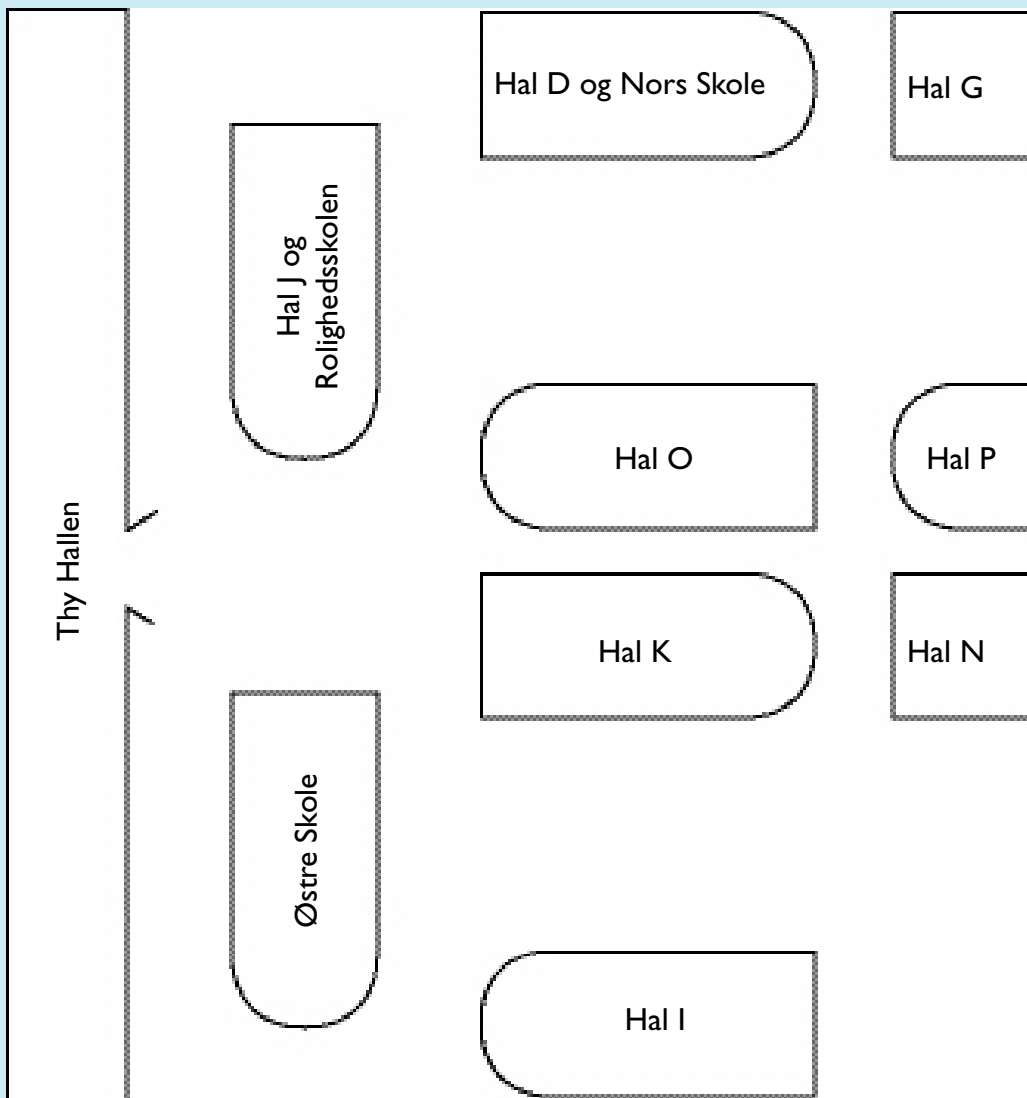 Hal D og Nors Skole
Hal G
Hal J og
Rolighedsskolen
Hal O
Hal P
Thy Hallen
Hal K
Hal N
Østre Skole
Hal I